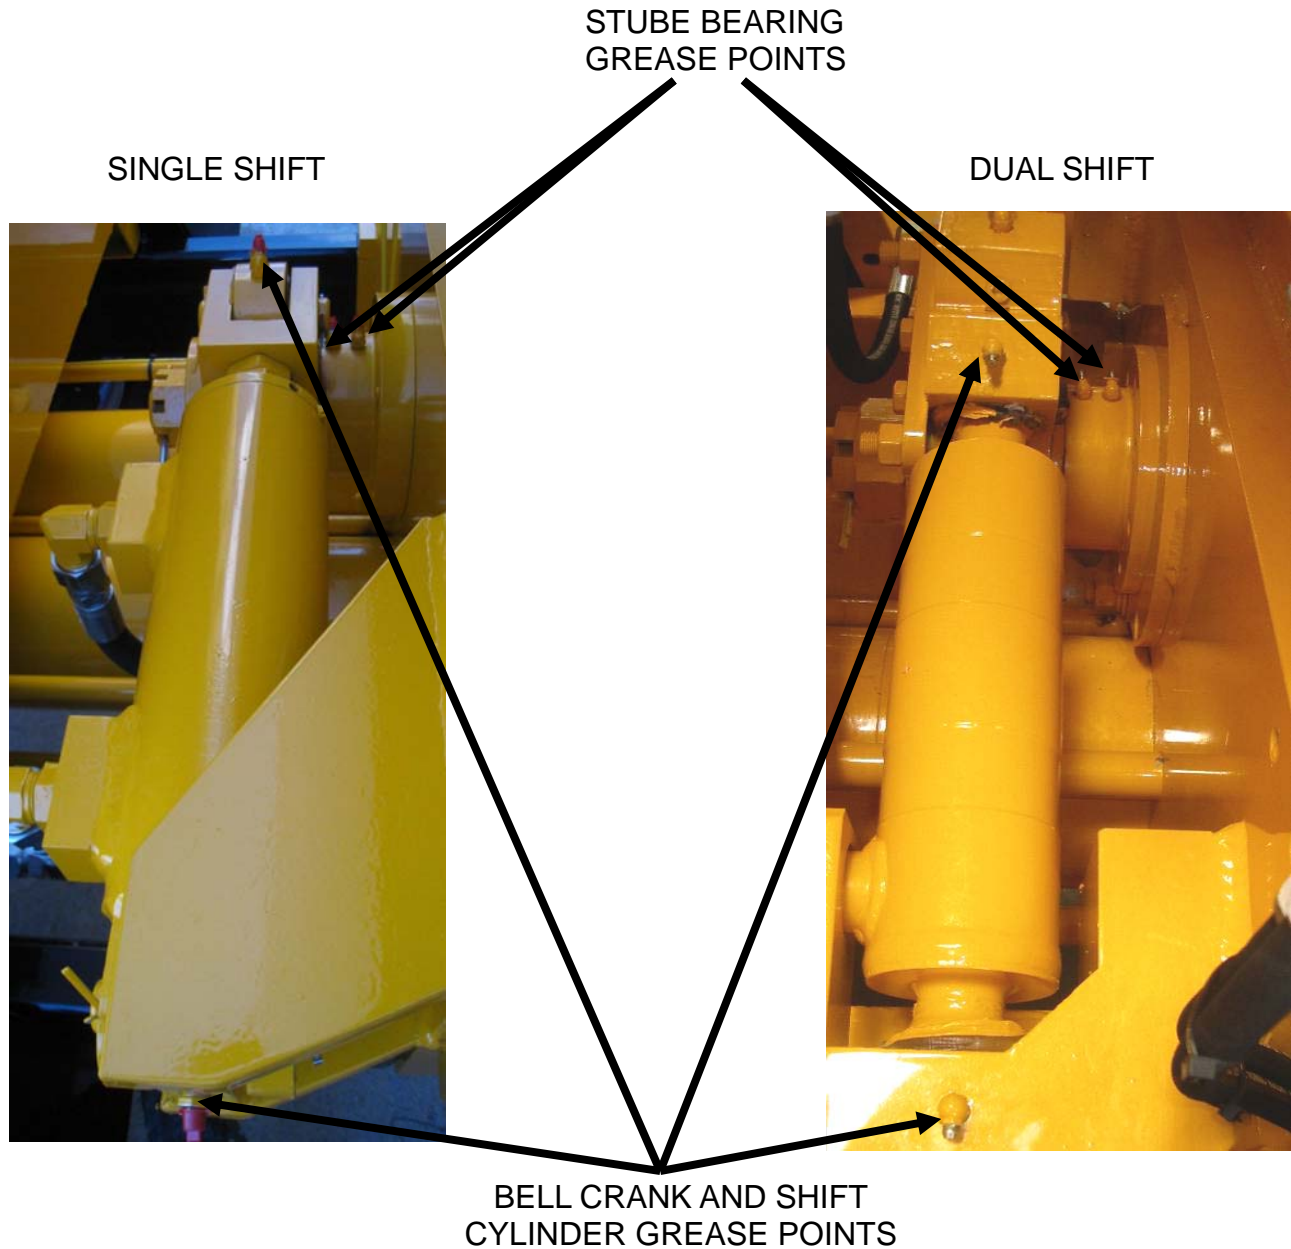 STUBE BEARING
GREASE POINTS
SINGLE SHIFT
DUAL SHIFT
BELL CRANK AND SHIFT
CYLINDER GREASE POINTS